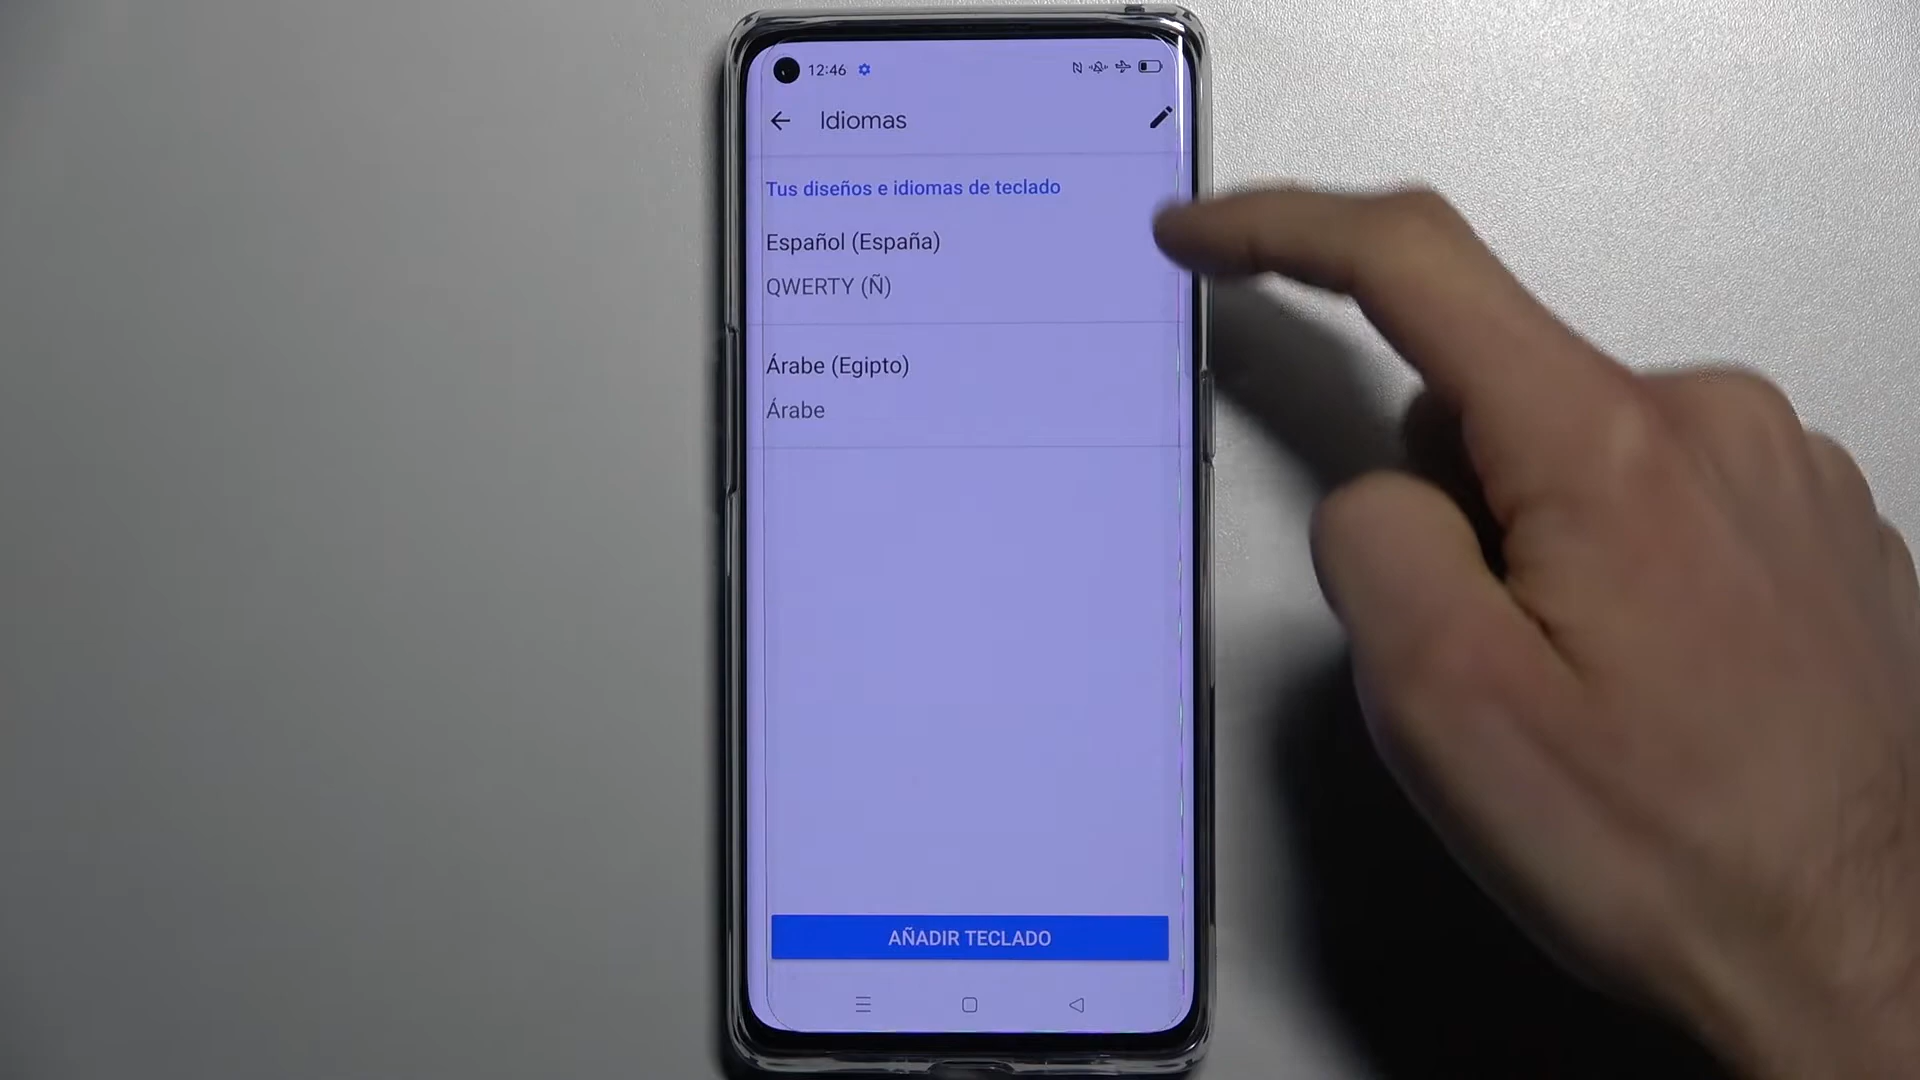 12:46
Idiomas
Tus diseños e idiomas de teclado
Español (España)
QWERTY (Ñ)
Árabe (Egipto)
Árabe
AÑADIR TECLADO